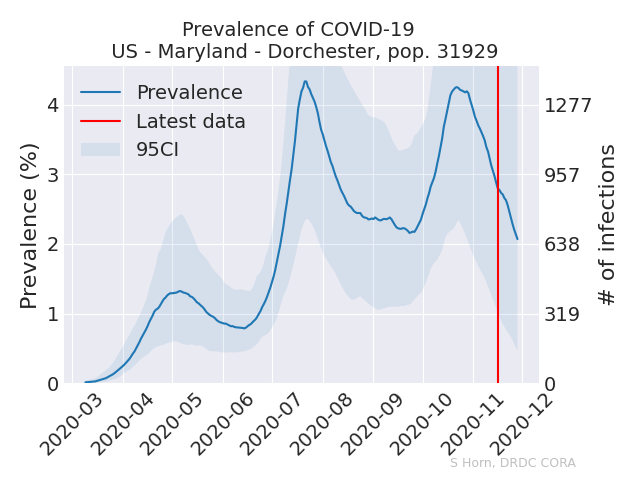 Prevalence of COVID-19
US - Maryland - Dorchester, pop. 31929
Prevalence
Latest data
95CI
Prevalence (%)
4
3
2
1
0
1277
957
638
319
0
# of infections
2020-03
2020-04
2020-05
2020-06
2020-07
2020-08
2020-09
2020-10
2020-11
2020-12
S Horn, DRDC CORA